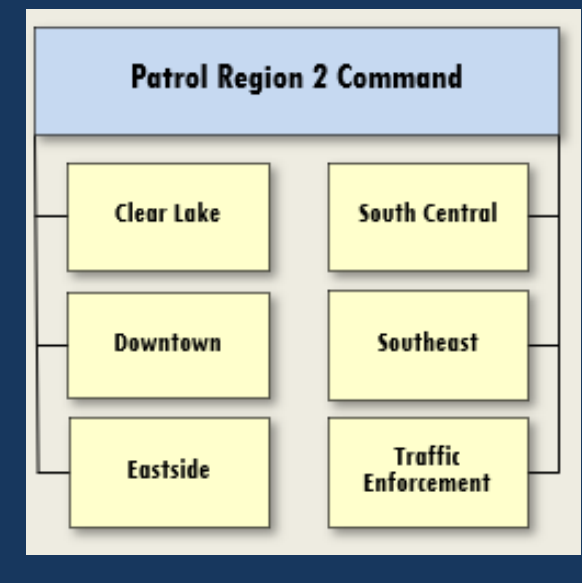 Patrol Region 2 Command
Clear Lake
South Central
Downtown
Southeast
Eastside
Traffic
Enforcement